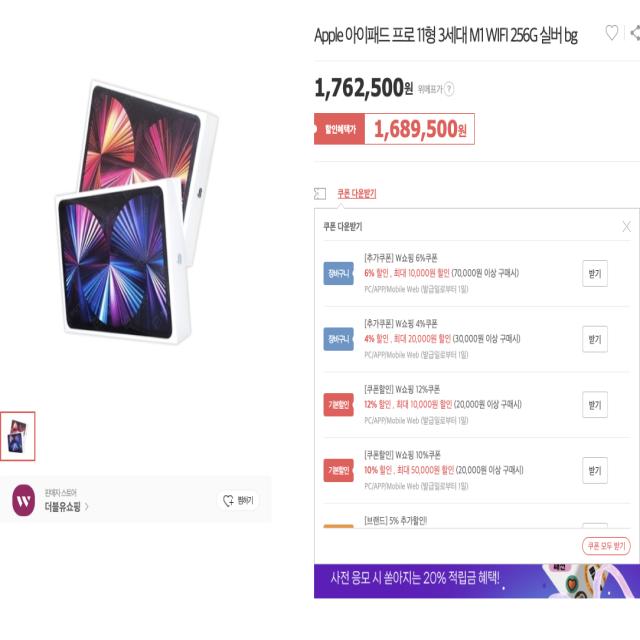 Apple 아이패드 프로 11형 3세대 M1 WIFI 256G 실버 bg
1,762,500원 위메프가 ?
할인혜택가 1,689,500원
쿠폰 다운받기
쿠폰 다운받기
[추가쿠폰] W쇼핑 6%쿠폰
장바구니 6% 할인 , 최대 10,000원 할인 (70,000원 이상 구매시) 받기
PC/APP/Mobile Web (발급일로부터 1일)
[추가쿠폰] W쇼핑 4%쿠폰
장바구니 4% 할인 , 최대 20,000원 할인 (30,000원 이상 구매시) 받기
PC/APP/Mobile Web (발급일로부터 1일)
[쿠폰할인] W쇼핑 12%쿠폰
기본할인 12% 할인 , 최대 10,000원 할인 (20,000원 이상 구매시) 받기
PC/APP/Mobile Web (발급일로부터 1일)
[쿠폰할인] W쇼핑 10%쿠폰
기본할인 10% 할인 , 최대 50,000원 할인 (20,000원 이상 구매시) 받기
PC/APP/Mobile Web (발급일로부터 1일)
[브랜드] 5% 추가할인!
쿠폰 모두 받기
사전 응모 시 쏟아지는 20% 적립금 혜택!
W
판매자 스토어
더블유쇼핑 >
찜하기